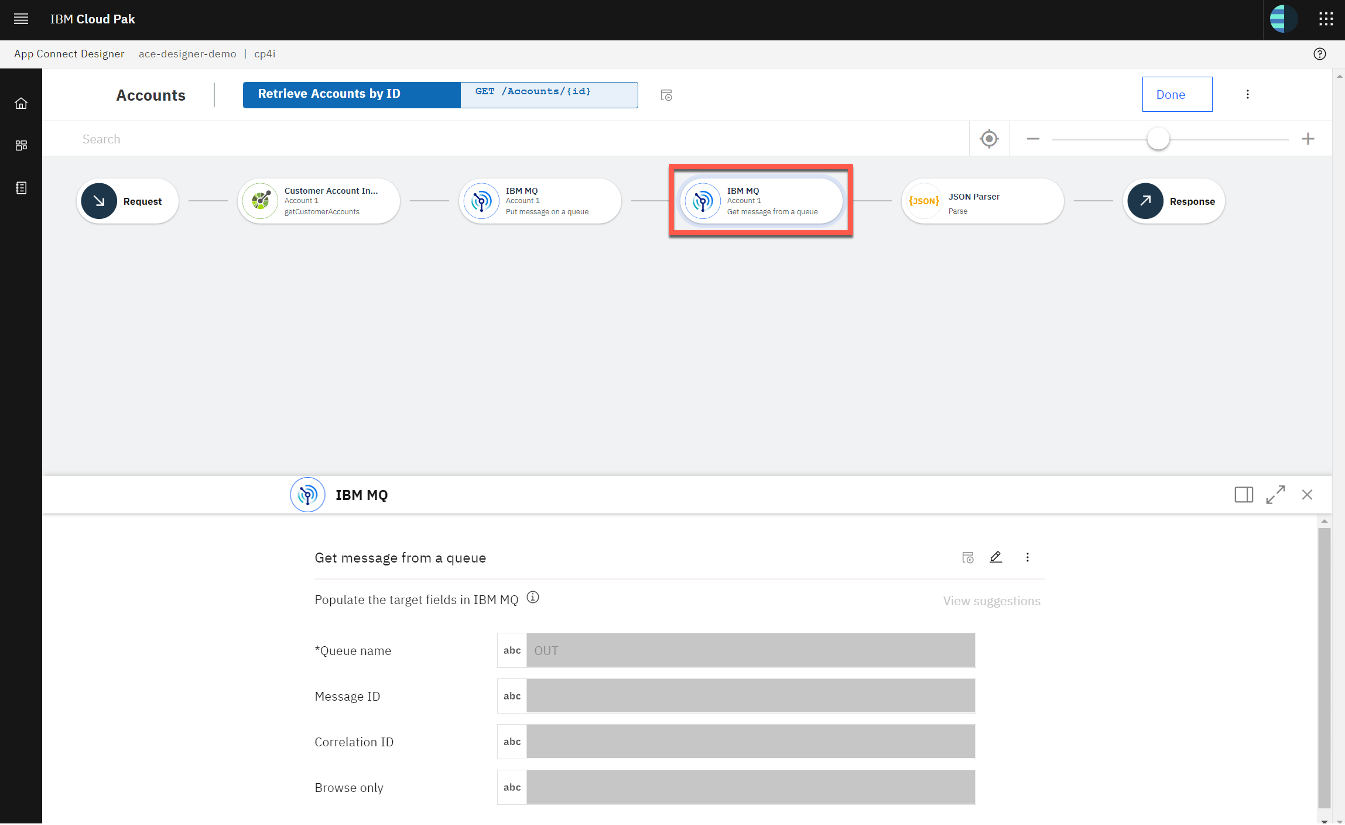 IBM Cloud Pak
App Connect Designer ace-designer-demo | cp4i
Accounts
Retrieve Accounts by ID
GET /Accounts/{id}
Done
Search
Request
Customer Account In...
Account 1
getCustomerAccounts
IBM MQ
Account 1
Put message on a queue
IBM MQ
Account 1
Get message from a queue
{JSON}
JSON Parser
Parse
Response
IBM MQ
Get message from a queue
Populate the target fields in IBM MQ
View suggestions
*Queue name
abc
OUT
Message ID
abc
Correlation ID
abc
Browse only
abc